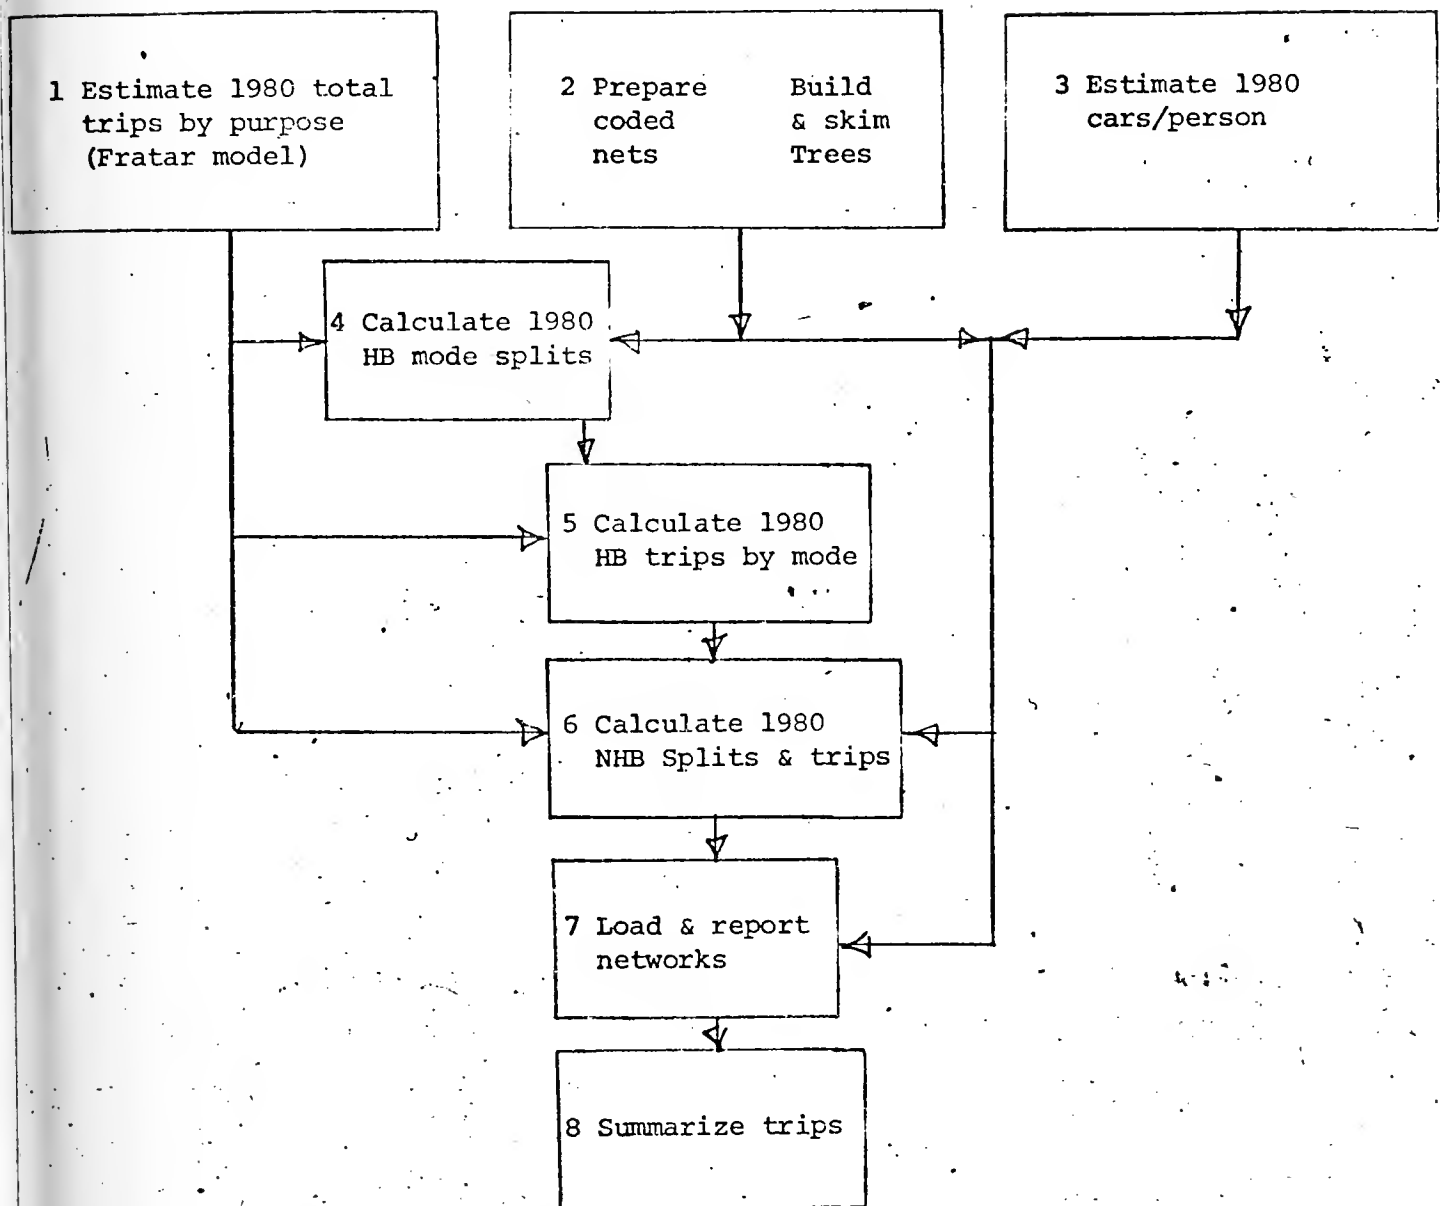 1 Estimate 1980 total
trips by purpose
(Fratar model)
2 Prepare
coded
nets
Build
& skim
Trees
3 Estimate 1980
cars/person
4 Calculate 1980
HB mode splits
5 Calculate 1980
HB trips by mode
6 Calculate 1980
NHB Splits & trips
7 Load & report
networks
8 Summarize trips